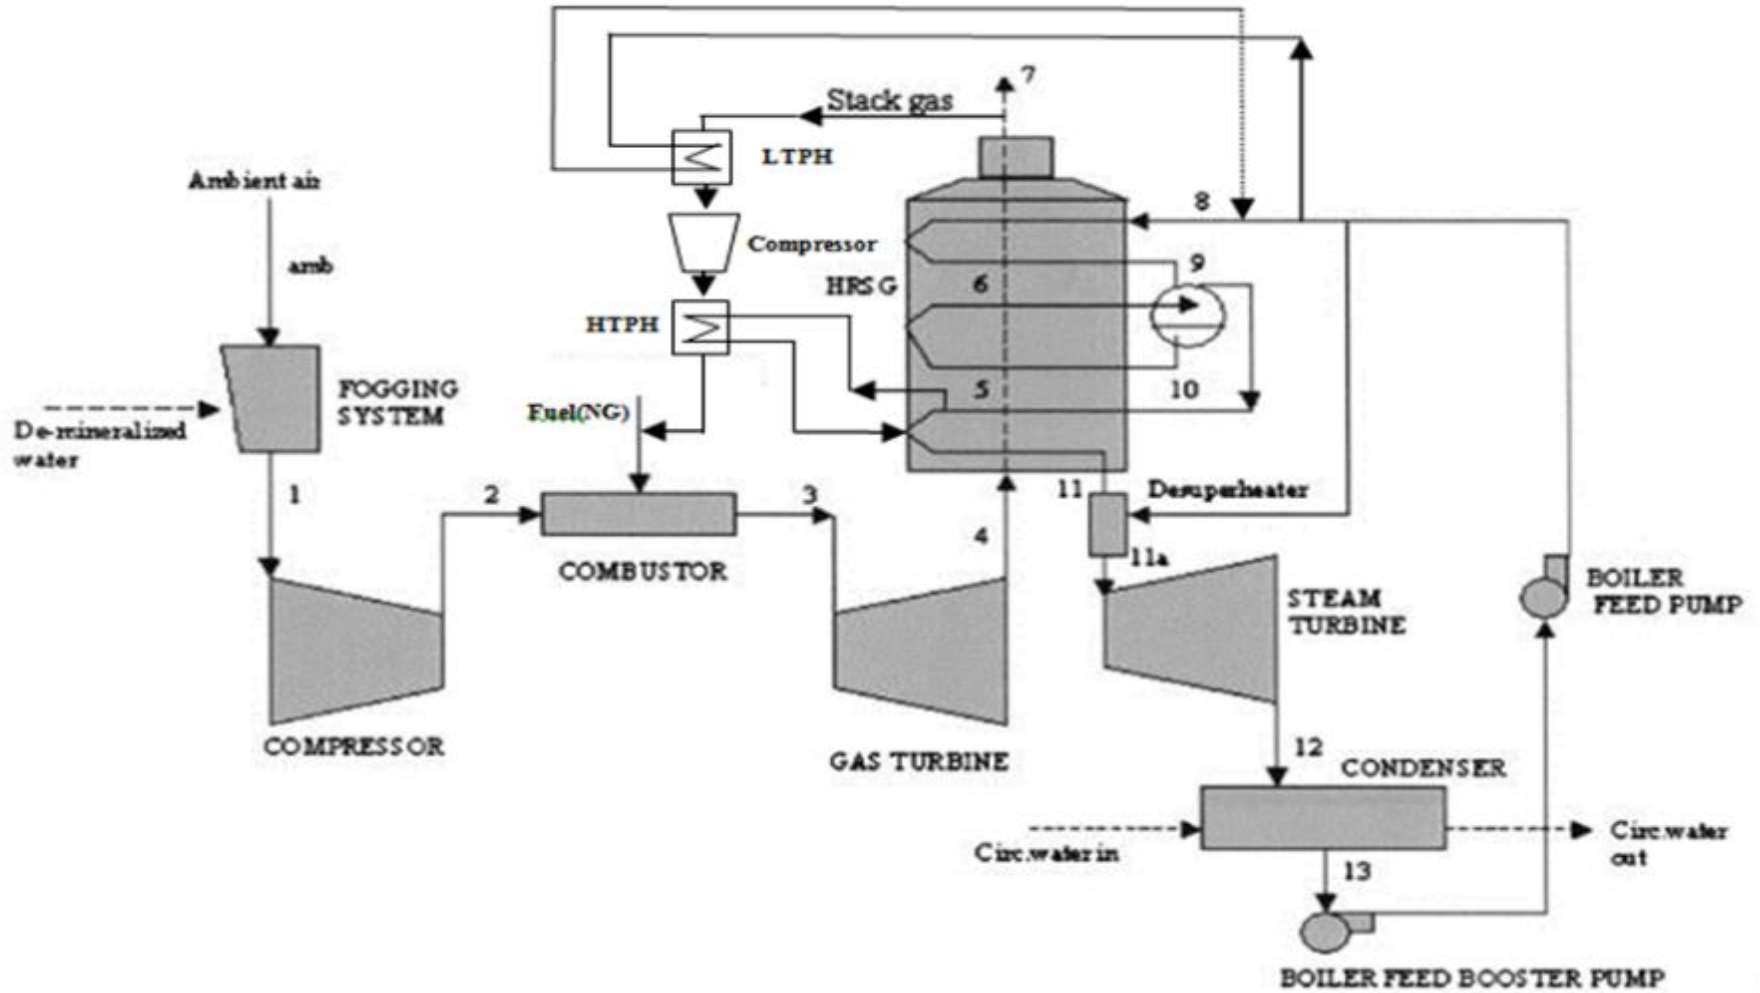 7
Stack gas
LTPH
Ambient air
8
Compressor
amb
9
HRSG
6
HTPH
FOGGING
SYSTEM
5
10
Fuel(NG)
De-mineralized
water
1
2
3
11
Desuperheater
4
11a
COMBUSTOR
BOILER
FEED PUMP
STEAM
TURBINE
COMPRESSOR
GAS TURBINE
12
CONDENSER
Circ.water in
Circ.water
out
13
BOILER FEED BOOSTER PUMP